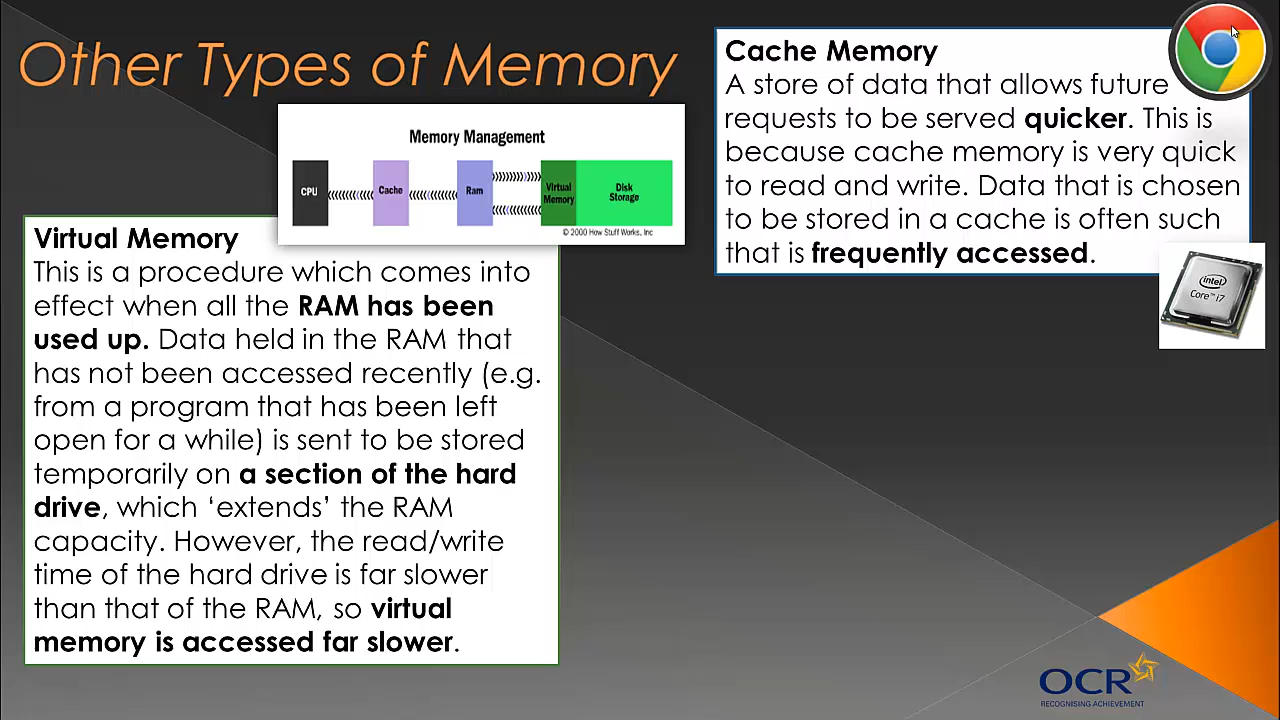 Other Types of Memory
Memory Management
CPU
Cache
Ram
Virtual
Memory
Disk
Storage
© 2000 How Stuff Works, Inc
Virtual Memory
This is a procedure which comes into
effect when all the RAM has been
used up. Data held in the RAM that
has not been accessed recently (e.g.
from a program that has been left
open for a while) is sent to be stored
temporarily on a section of the hard
drive, which ‘extends’ the RAM
capacity. However, the read/write
time of the hard drive is far slower
than that of the RAM, so virtual
memory is accessed far slower.
Cache Memory
A store of data that allows future
requests to be served quicker. This is
because cache memory is very quick
to read and write. Data that is chosen
to be stored in a cache is often such
that is frequently accessed.
intel
Core™ i7
OCR
RECOGNISING ACHIEVEMENT